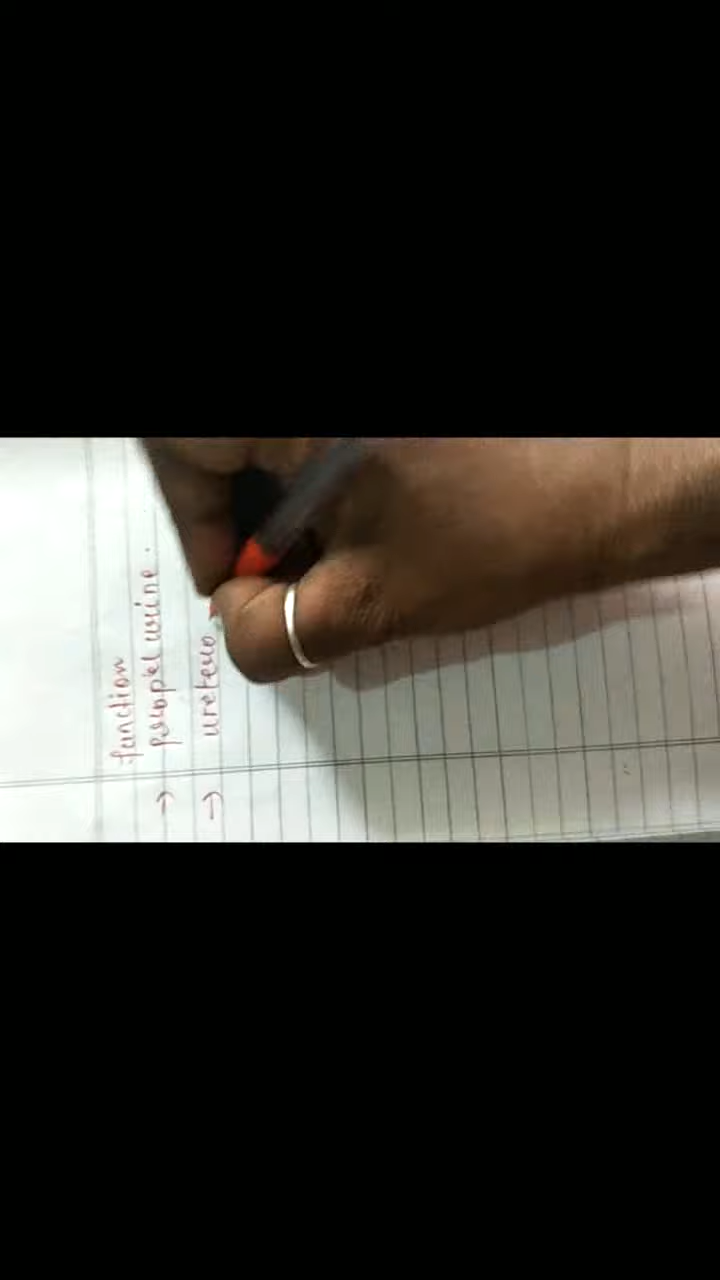 function
→ propel urine.
→ uretero